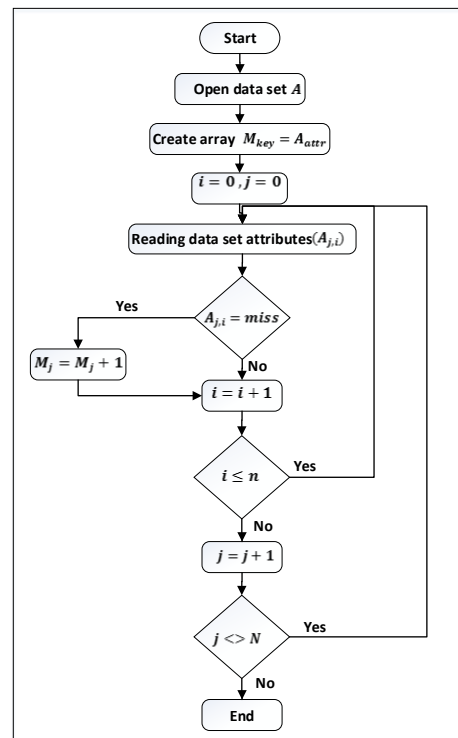 Start
Open data set A
Create array M_key = A_attr
i = 0 , j = 0
Reading data set attributes(A_j,i)
A_j,i = miss
Yes
No
M_j = M_j + 1
i = i + 1
i ≤ n
Yes
No
j = j + 1
j <> N
Yes
No
End